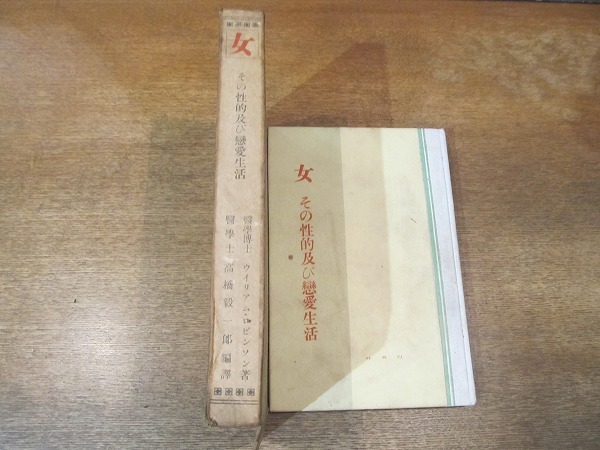 女
その性的及び戀愛生活
醫學博士 ウイリアム・ロビンソン著
醫學士 高橋毅一郎編譯
女
その性的及び戀愛生活